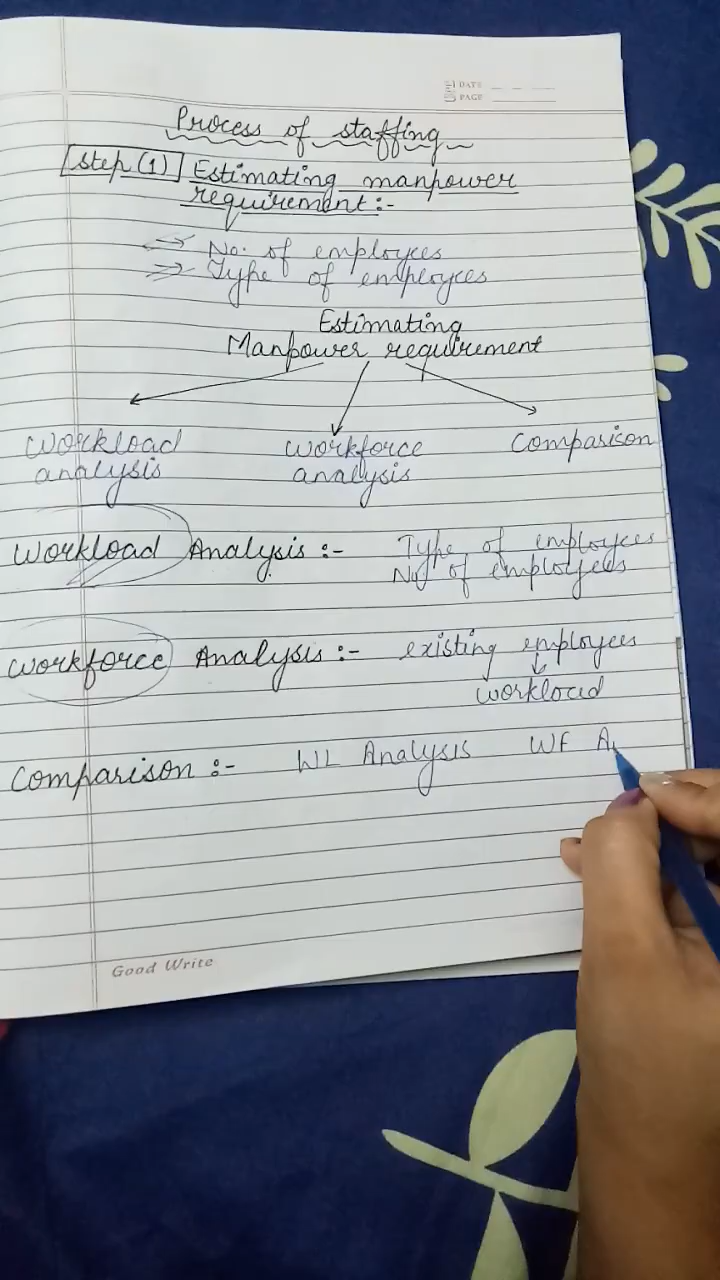 DATE
PAGE
Process of staffing
Step (1) Estimating manpower
requirement:-
⇒ No. of employees
⇒ Type of employees
Estimating
Manpower requirement
Workload
analysis
Workforce
analysis
Comparison
Workload Analysis :- Type of employees
No. of employees
Workforce Analysis :- existing employees
↓
workload
Comparison :- WL Analysis WF A
Good Write